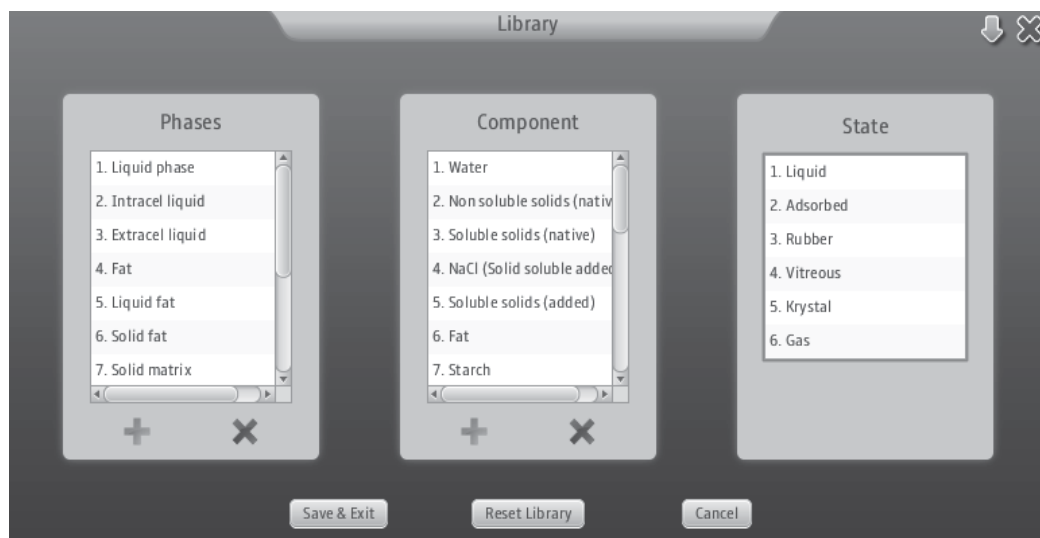 Library
Phases
1. Liquid phase
2. Intracel liquid
3. Extracel liquid
4. Fat
5. Liquid fat
6. Solid fat
7. Solid matrix
Component
1. Water
2. Non soluble solids (nativ
3. Soluble solids (native)
4. NaCl (Solid soluble added
5. Soluble solids (added)
6. Fat
7. Starch
State
1. Liquid
2. Adsorbed
3. Rubber
4. Vitreous
5. Krystal
6. Gas
Save & Exit
Reset Library
Cancel